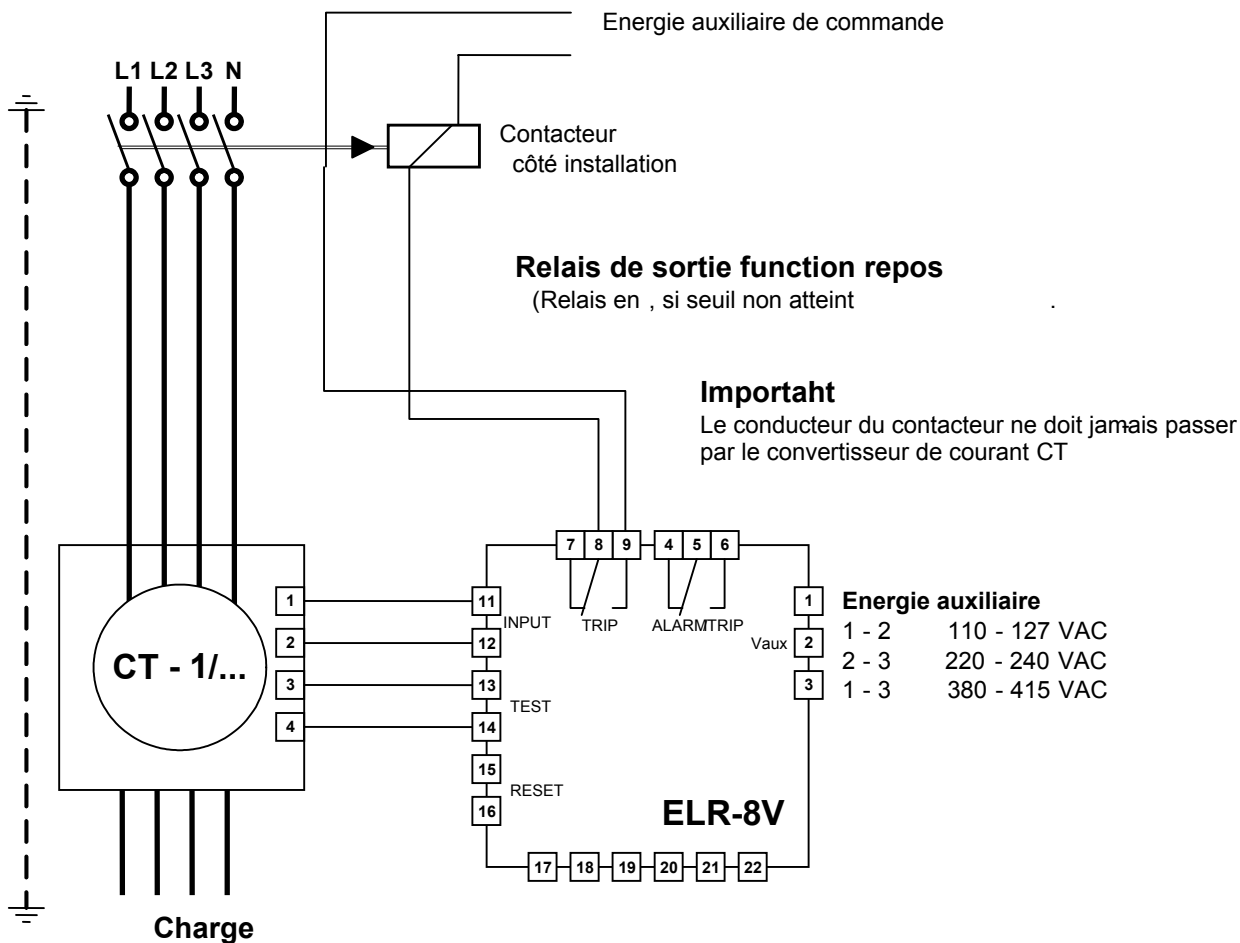 Energie auxiliaire de commande
L1 L2 L3 N
Contacteur
côté installation
Relais de sortie function repos
(Relais en , si seuil non atteint .
Importaht
Le conducteur du contacteur ne doit jamais passer
par le convertisseur de courant CT
7 8 9 4 5 6
TRIP ALARM/TRIP
1 2 3 4
CT - 1/...
11 12 13 14 15 16
INPUT
TEST
RESET
Vaux
1 2 3
Energie auxiliaire
1 - 2 110 - 127 VAC
2 - 3 220 - 240 VAC
1 - 3 380 - 415 VAC
ELR-8V
17 18 19 20 21 22
Charge